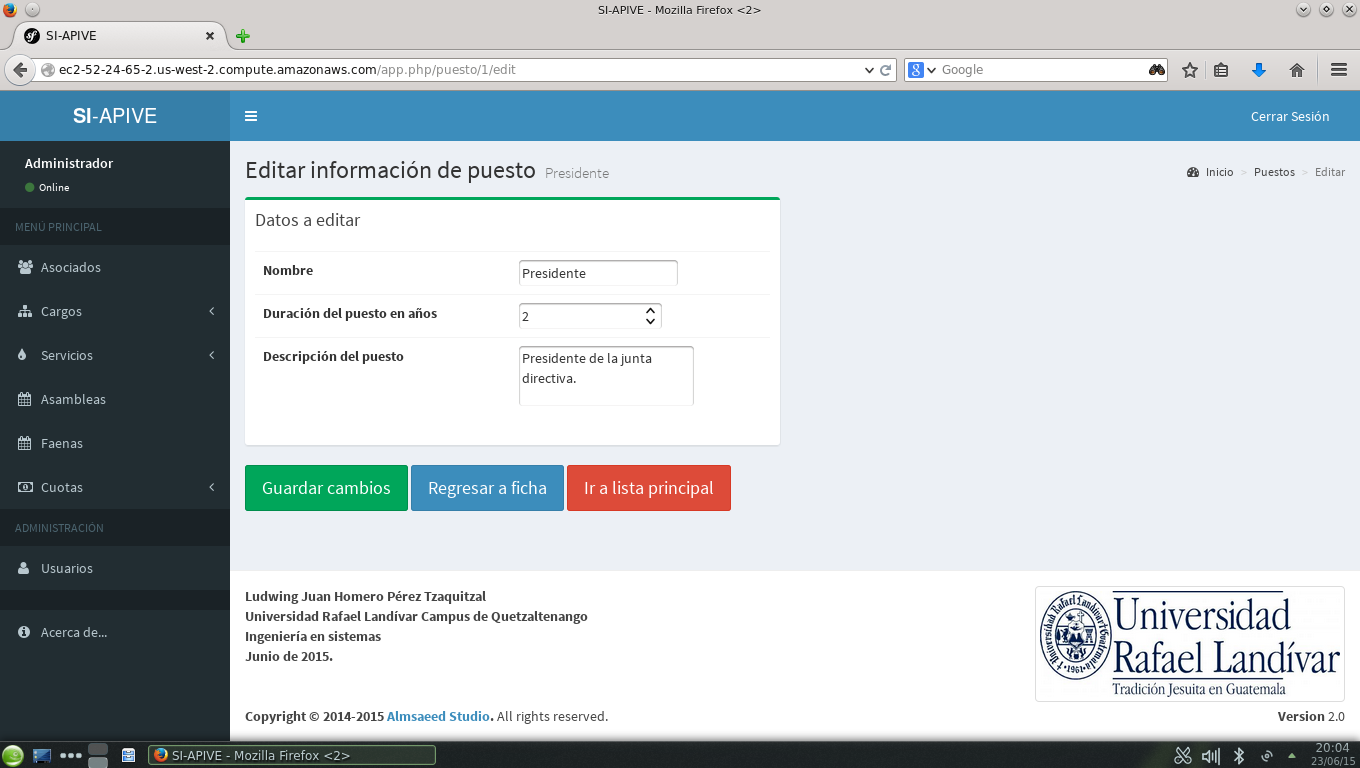 SI-APIVE - Mozilla Firefox <2>
SI-APIVE
ec2-52-24-65-2.us-west-2.compute.amazonaws.com/app.php/puesto/1/edit
Google
SI-APIVE
Cerrar Sesión
Administrador
Online
MENÚ PRINCIPAL
Asociados
Cargos
Servicios
Asambleas
Faenas
Cuotas
ADMINISTRACIÓN
Usuarios
Acerca de...
Editar información de puesto Presidente
Inicio > Puestos > Editar
Datos a editar
Nombre
Presidente
Duración del puesto en años
2
Descripción del puesto
Presidente de la junta
directiva.
Guardar cambios
Regresar a ficha
Ir a lista principal
Ludwing Juan Homero Pérez Tzaquitzal
Universidad Rafael Landívar Campus de Quetzaltenango
Ingeniería en sistemas
Junio de 2015.
Universidad
Rafael Landívar
Tradición Jesuita en Guatemala
Copyright © 2014-2015 Almsaeed Studio. All rights reserved.
Version 2.0
SI-APIVE - Mozilla Firefox <2>
20:04
23/06/15